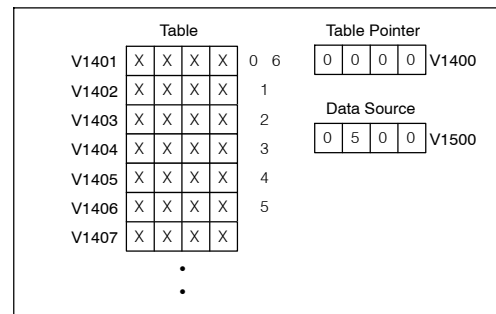 Table
V1401 X X X X 0 6
V1402 X X X X 1
V1403 X X X X 2
V1404 X X X X 3
V1405 X X X X 4
V1406 X X X X 5
V1407 X X X X
Table Pointer
0 0 0 0 V1400
Data Source
0 5 0 0 V1500